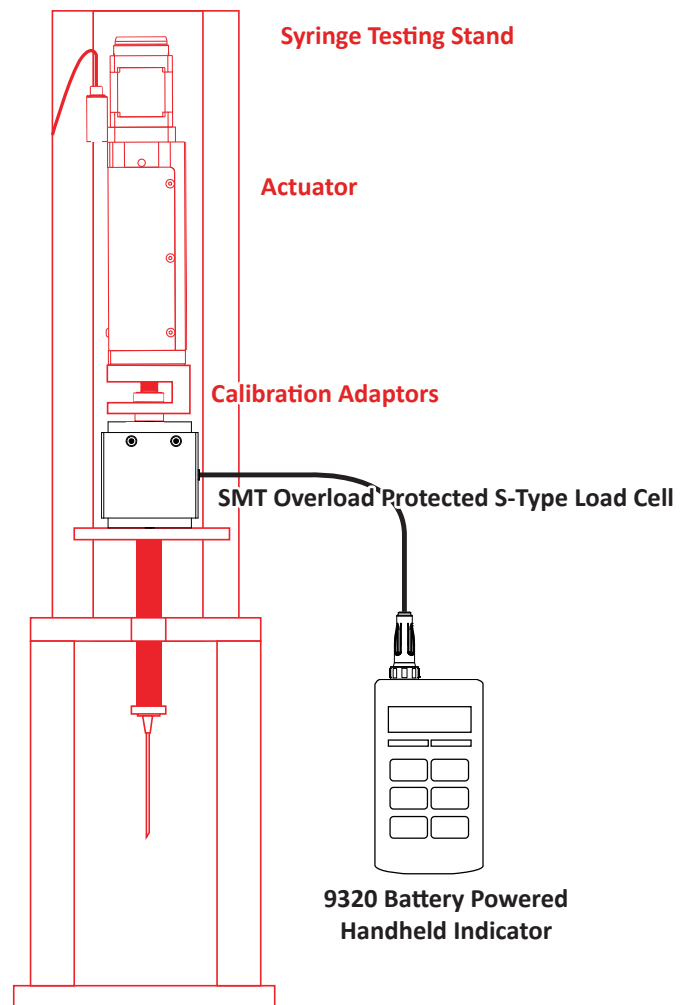 Syringe Testing Stand
Actuator
Calibration Adaptors
SMT Overload Protected S-Type Load Cell
9320 Battery Powered
Handheld Indicator